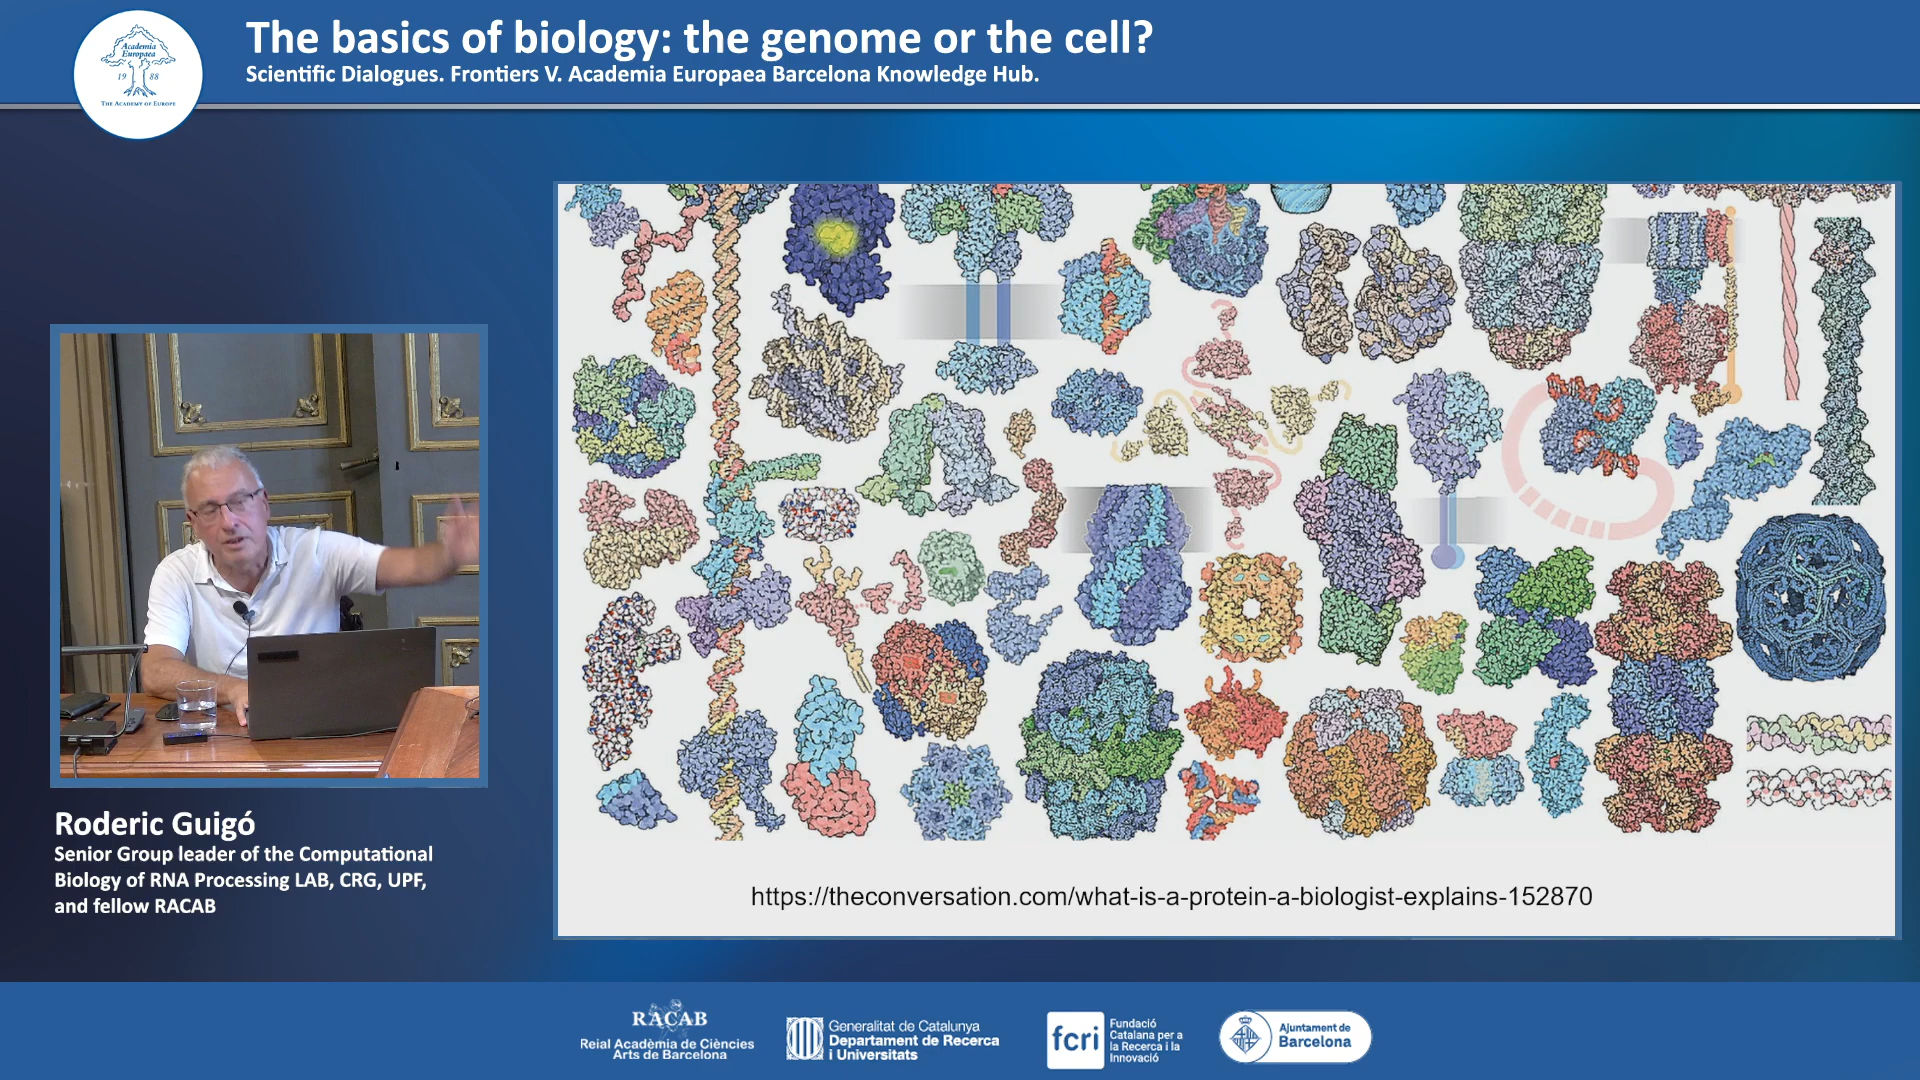 The basics of biology: the genome or the cell?
Scientific Dialogues. Frontiers V. Academia Europaea Barcelona Knowledge Hub.
Academia
Europaea
19 88
THE ACADEMY OF EUROPE
https://theconversation.com/what-is-a-protein-a-biologist-explains-152870
Roderic Guigó
Senior Group leader of the Computational
Biology of RNA Processing LAB, CRG, UPF,
and fellow RACAB
RACAB
Reial Acadèmia de Ciències
Arts de Barcelona
Generalitat de Catalunya
Departament de Recerca
i Universitats
fcri
Fundació
Catalana per a
la Recerca i la
Innovació
Ajuntament de
Barcelona